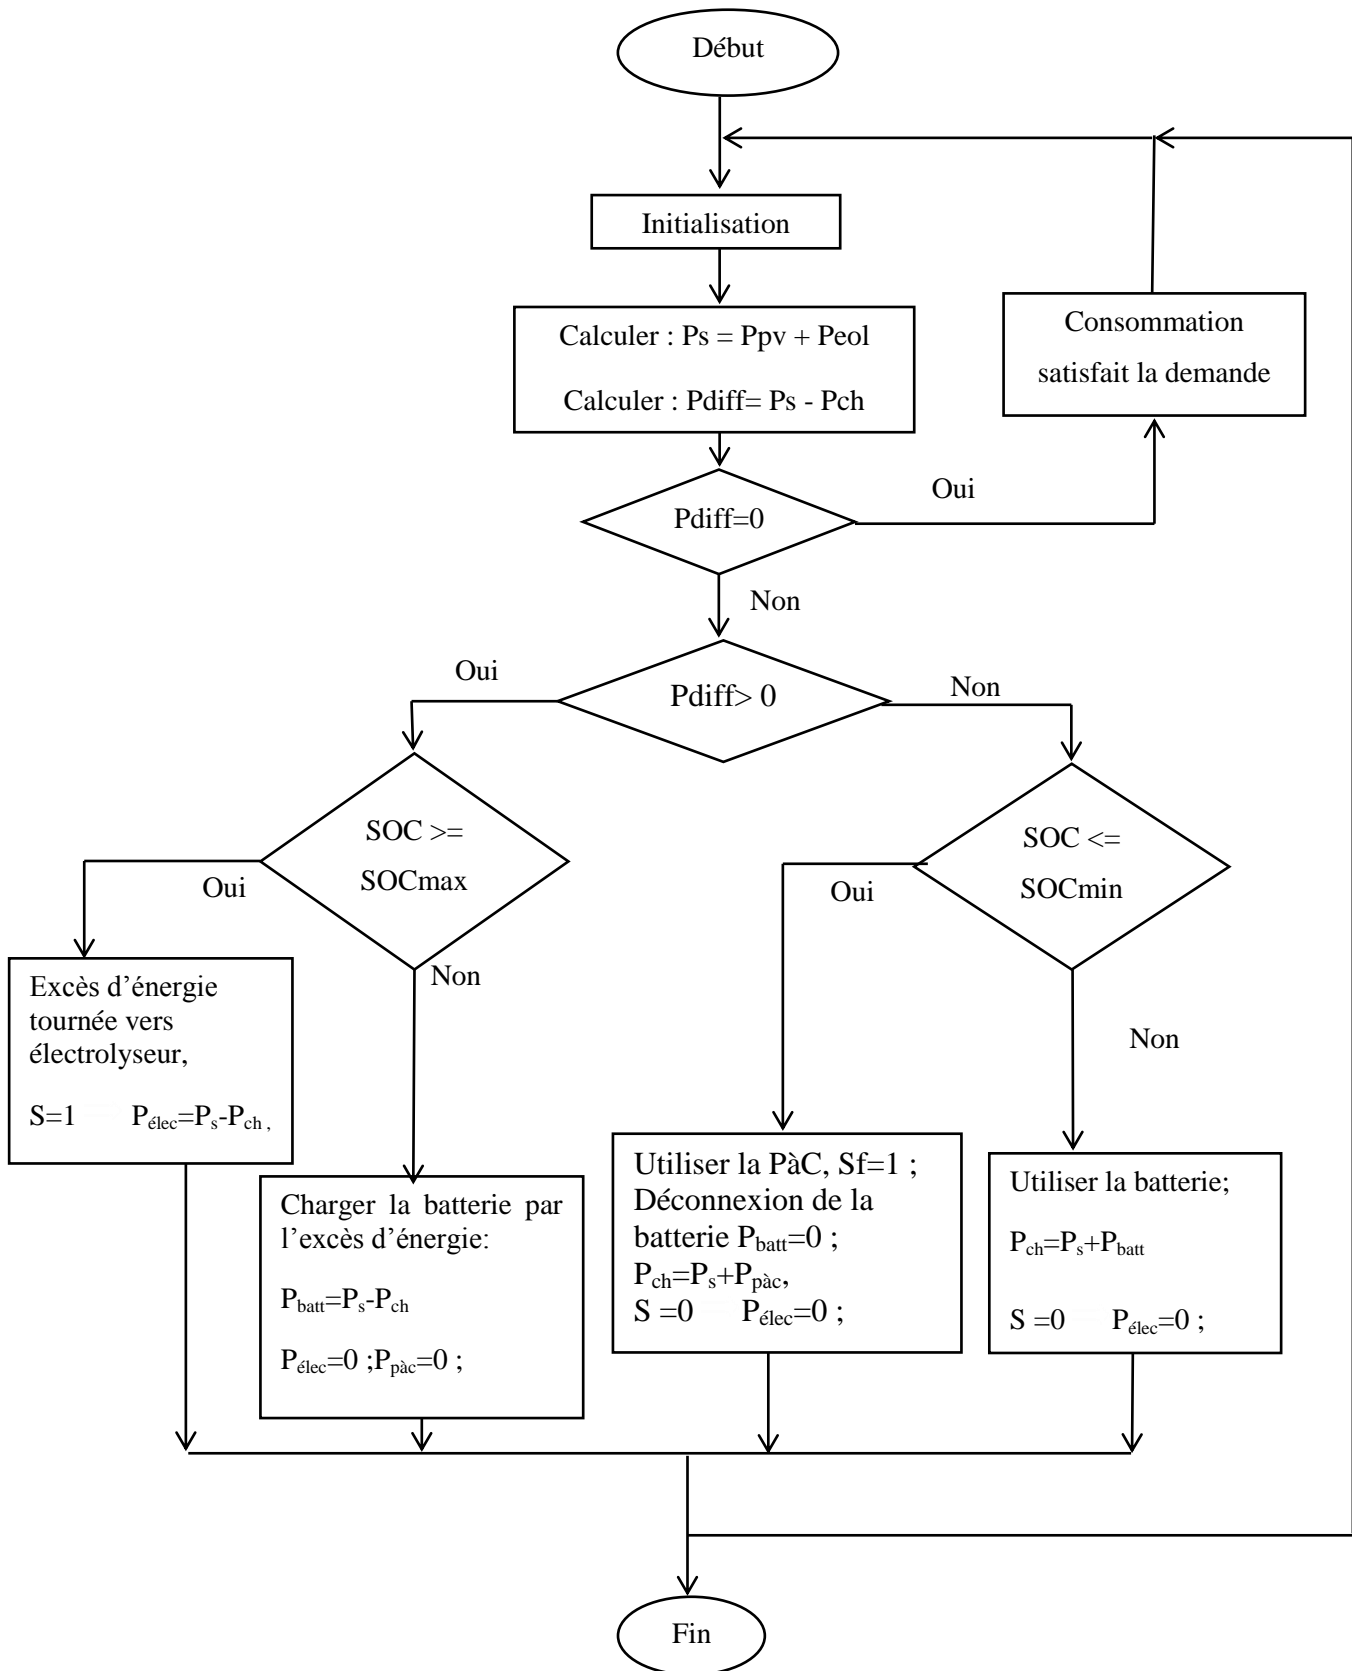 Début
Initialisation
Calculer : Ps = Ppv + Peol
Calculer : Pdiff= Ps - Pch
Consommation
satisfait la demande
Pdiff=0
Oui
Non
Pdiff> 0
Oui
Non
SOC >=
SOCmax
Oui
Non
SOC <=
SOCmin
Oui
Non
Excès d’énergie
tournée vers
électrolyseur,
S=1 Pélec=Ps-Pch ,
Charger la batterie par
l’excès d’énergie:
Pbatt=Ps-Pch
Pélec=0 ;Ppàc=0 ;
Utiliser la PàC, Sf=1 ;
Déconnexion de la
batterie Pbatt=0 ;
Pch=Ps+Ppàc,
S =0 Pélec=0 ;
Utiliser la batterie;
Pch=Ps+Pbatt
S =0 Pélec=0 ;
Fin